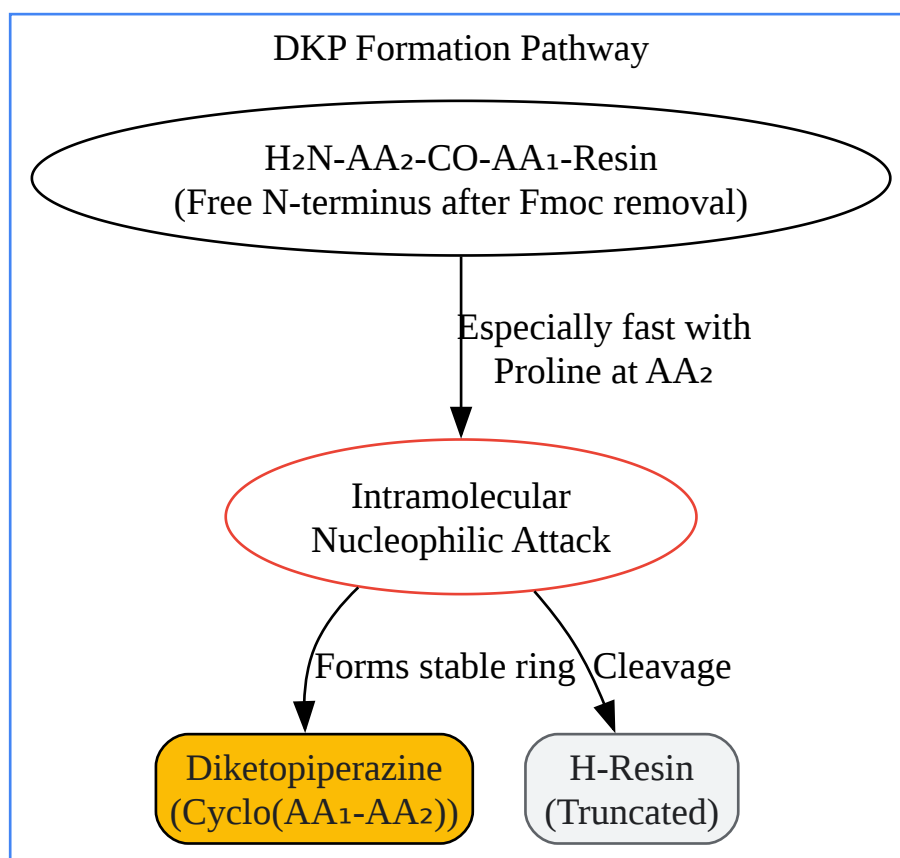 DKP Formation Pathway
H₂N-AA₂-CO-AA₁-Resin
(Free N-terminus after Fmoc removal)
Especially fast with
Proline at AA₂
Intramolecular
Nucleophilic Attack
Forms stable ring
Cleavage
Diketopiperazine
(Cyclo(AA₁-AA₂))
H-Resin
(Truncated)